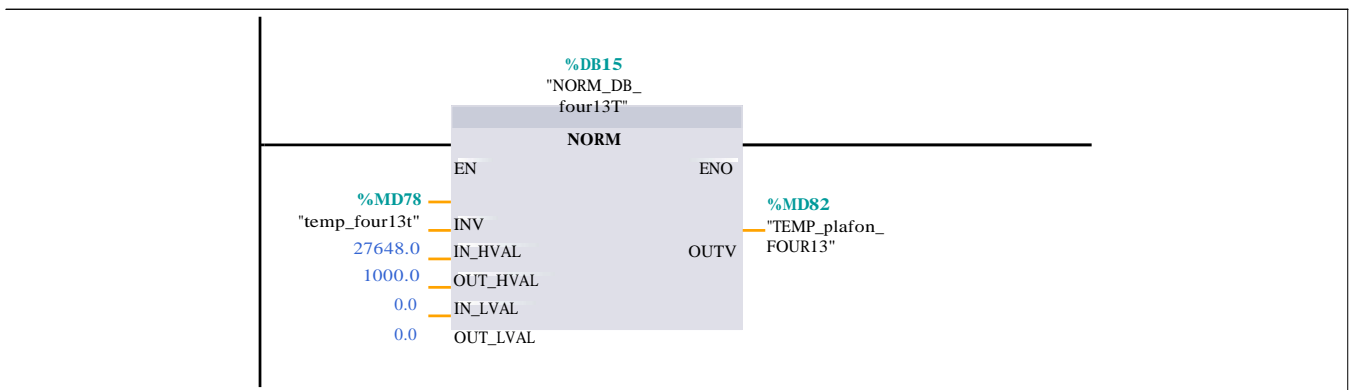 %DB15
"NORM_DB_
four13T"
NORM
EN ENO
%MD78
"temp_four13t" INV
%MD82
"TEMP_plafon_
FOUR13"
27648.0 IN_HVAL OUTV
1000.0 OUT_HVAL
0.0 IN_LVAL
0.0 OUT_LVAL